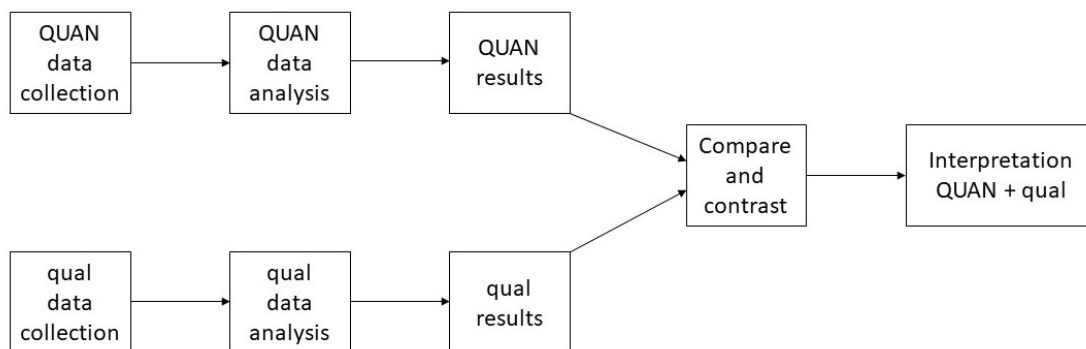 QUAN
data
collection
QUAN
data
analysis
QUAN
results
Compare
and
contrast
Interpretation
QUAN + qual
qual
data
collection
qual
data
analysis
qual
results